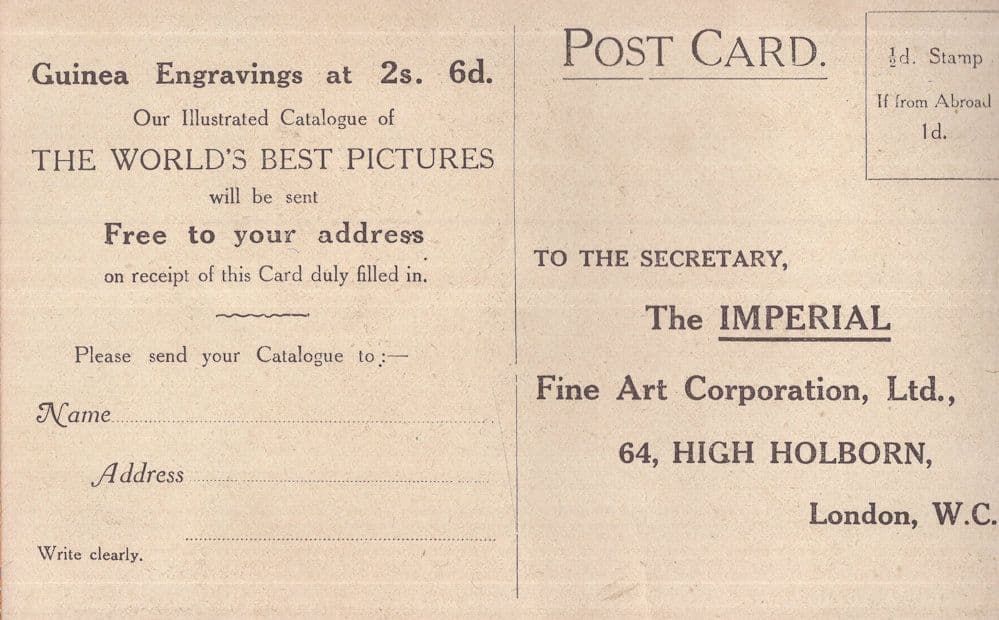 Guinea Engravings at 2s. 6d.
Our Illustrated Catalogue of
THE WORLD'S BEST PICTURES
will be sent
Free to your address
on receipt of this Card duly filled in.
Please send your Catalogue to :—
Name
Address
Write clearly.
POST CARD.
½d. Stamp
If from Abroad
1d.
TO THE SECRETARY,
The IMPERIAL
Fine Art Corporation, Ltd.,
64, HIGH HOLBORN,
London, W.C.